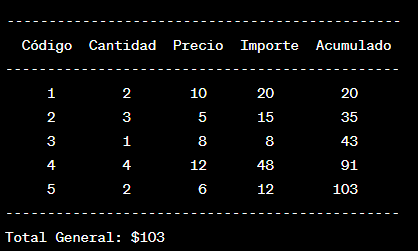 -----------------------------------------------
Código  Cantidad  Precio  Importe  Acumulado
-----------------------------------------------
1  2  10  20  20
2  3  5  15  35
3  1  8  8  43
4  4  12  48  91
5  2  6  12  103
-----------------------------------------------
Total General: $103